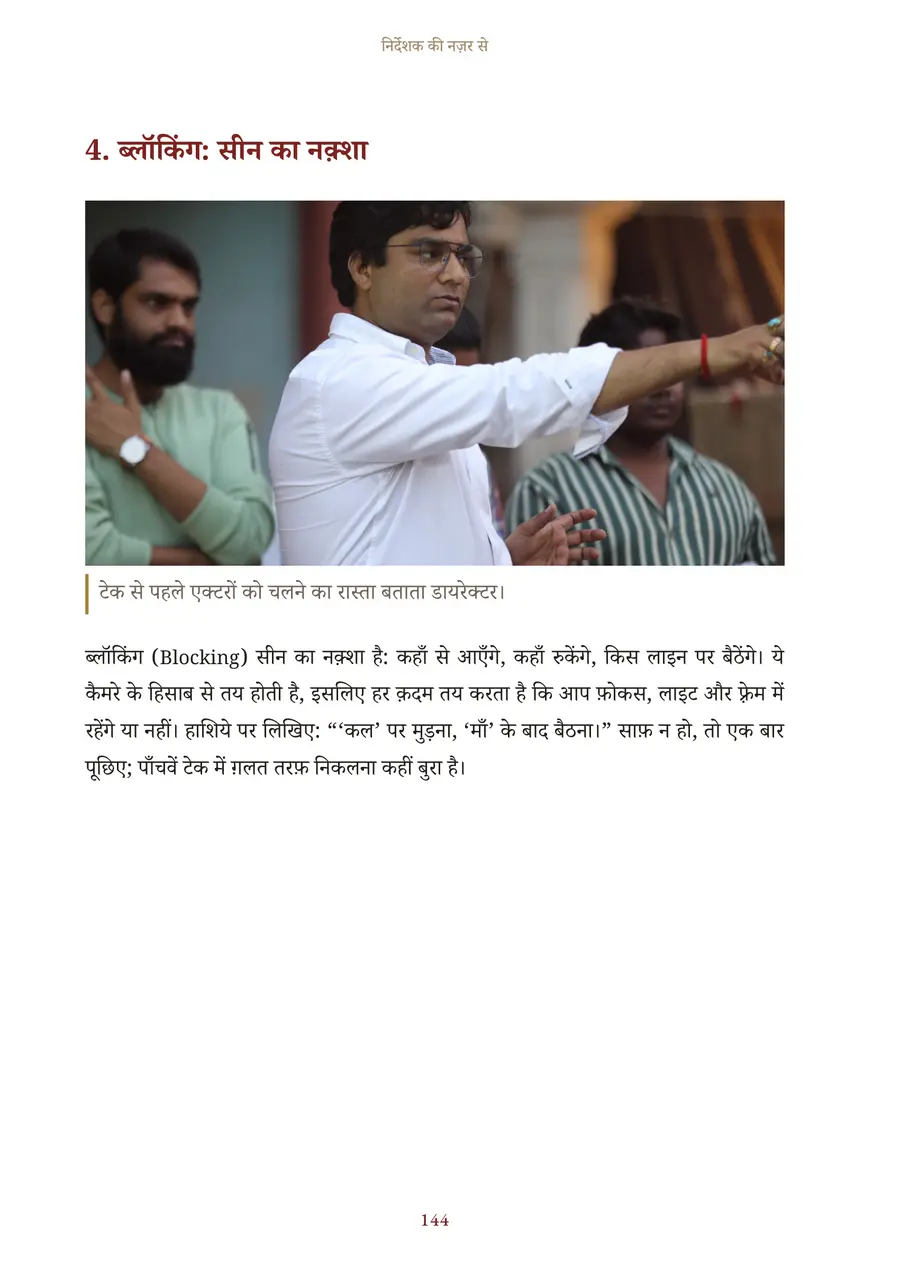 निर्देशक की नज़र से
4. ब्लॉकिंग: सीन का नक़्शा
टेक से पहले एक्टरों को चलने का रास्ता बताता डायरेक्टर।
ब्लॉकिंग (Blocking) सीन का नक़्शा है: कहाँ से आएँगे, कहाँ रुकेंगे, किस लाइन पर बैठेंगे। ये
कैमरे के हिसाब से तय होती है, इसलिए हर क़दम तय करता है कि आप फ़ोकस, लाइट और फ़्रेम में
रहेंगे या नहीं। हाशिये पर लिखिए: “‘कल’ पर मुड़ना, ‘माँ’ के बाद बैठना।” साफ़ न हो, तो एक बार
पूछिए; पाँचवें टेक में ग़लत तरफ़ निकलना कहीं बुरा है।
144